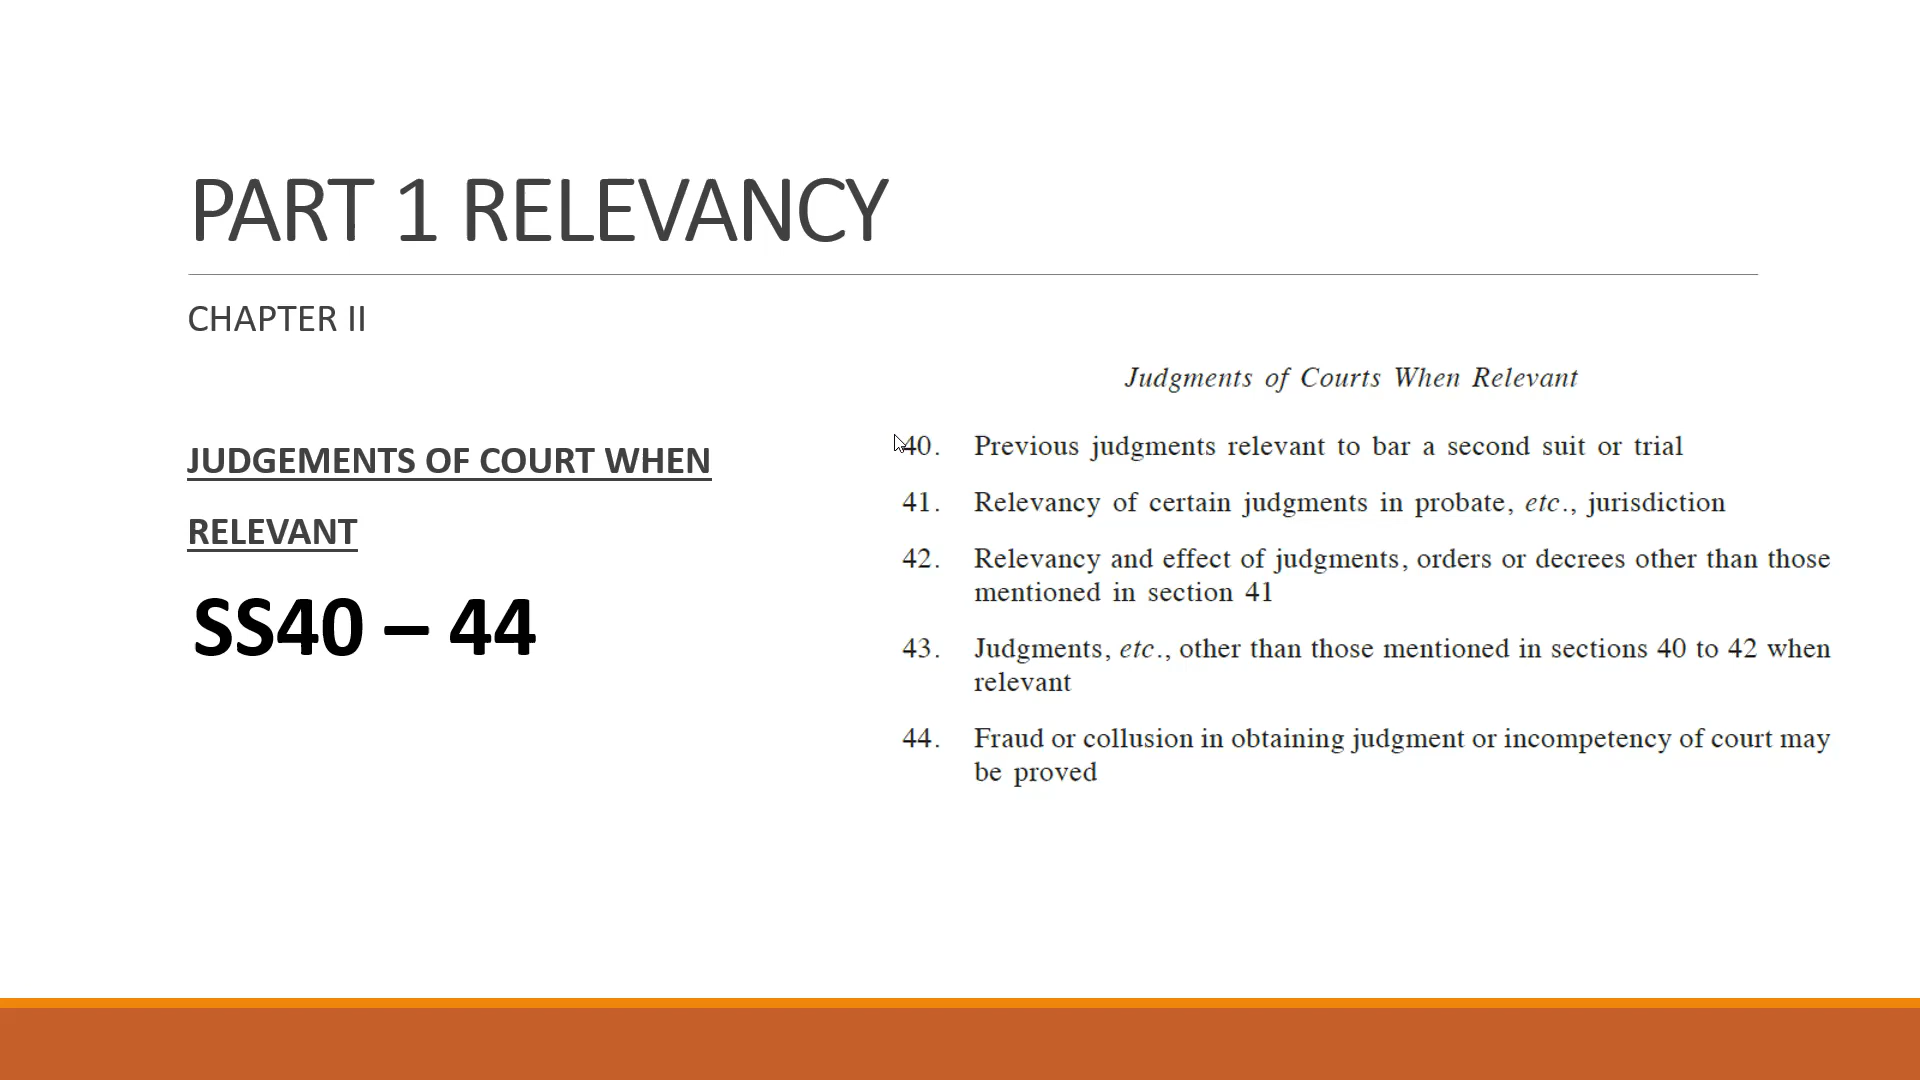 PART 1 RELEVANCY
CHAPTER II
JUDGEMENTS OF COURT WHEN
RELEVANT
SS40 – 44
Judgments of Courts When Relevant
40. Previous judgments relevant to bar a second suit or trial
41. Relevancy of certain judgments in probate, etc., jurisdiction
42. Relevancy and effect of judgments, orders or decrees other than those
mentioned in section 41
43. Judgments, etc., other than those mentioned in sections 40 to 42 when
relevant
44. Fraud or collusion in obtaining judgment or incompetency of court may
be proved